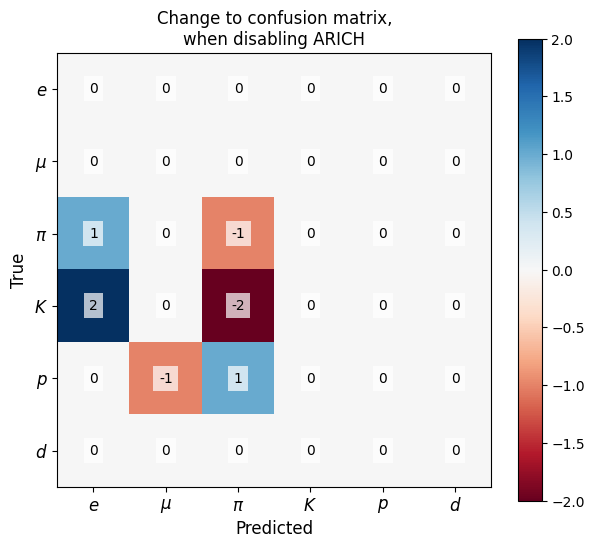 Change to confusion matrix,
when disabling ARICH
True
e 0 0 0 0 0 0
μ 0 0 0 0 0 0
π 1 0 -1 0 0 0
K 2 0 -2 0 0 0
p 0 -1 1 0 0 0
d 0 0 0 0 0 0
e μ π K p d
Predicted
2.0
1.5
1.0
0.5
0.0
−0.5
−1.0
−1.5
−2.0